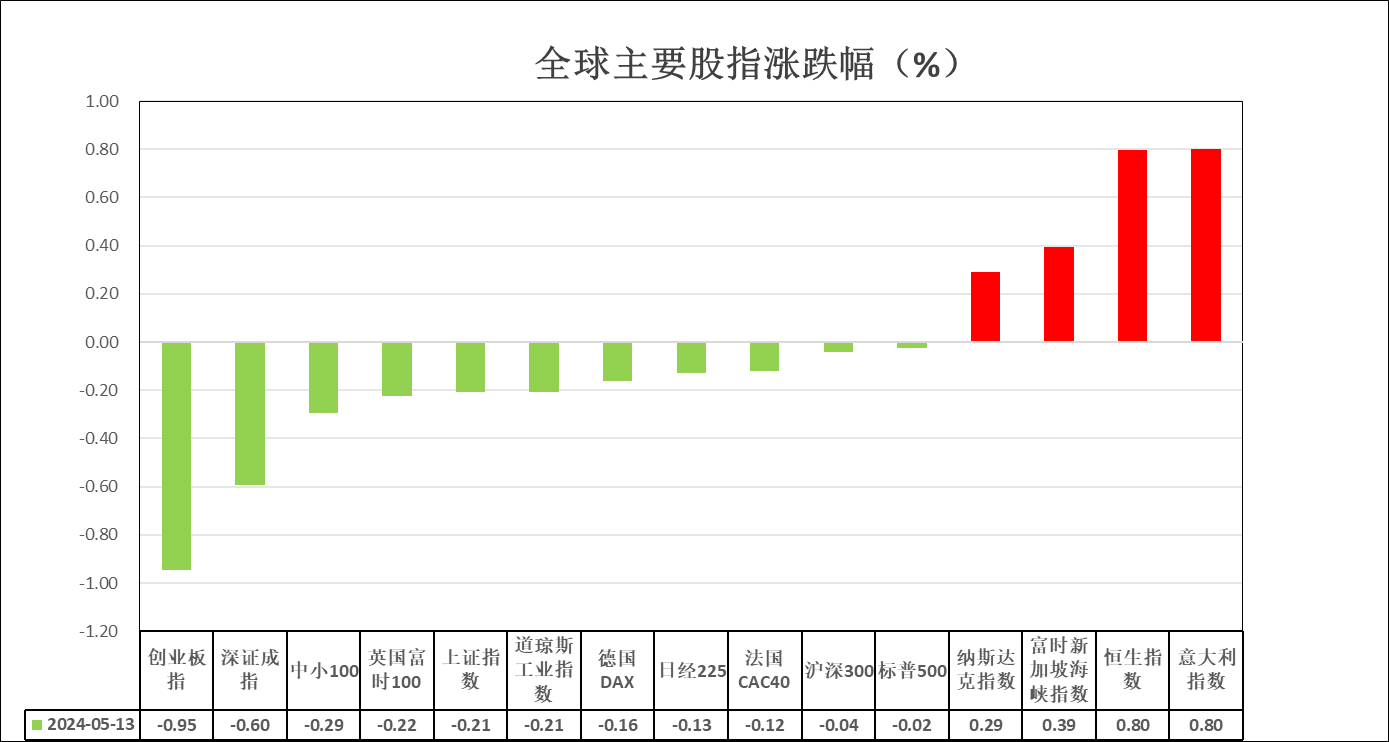 全球主要股指涨跌幅（%）
1.00
0.80
0.60
0.40
0.20
0.00
-0.20
-0.40
-0.60
-0.80
-1.00
-1.20
创业板
指
深证成
指
中小100
英国富
时100
上证指
数
道琼斯
工业指数
德国
DAX
日经225
法国
CAC40
沪深300
标普500
纳斯达
克指数
富时新
加坡海
峡指数
恒生指
数
意大利
指数
2024-05-13 -0.95 -0.60 -0.29 -0.22 -0.21 -0.21 -0.16 -0.13 -0.12 -0.04 -0.02 0.29 0.39 0.80 0.80